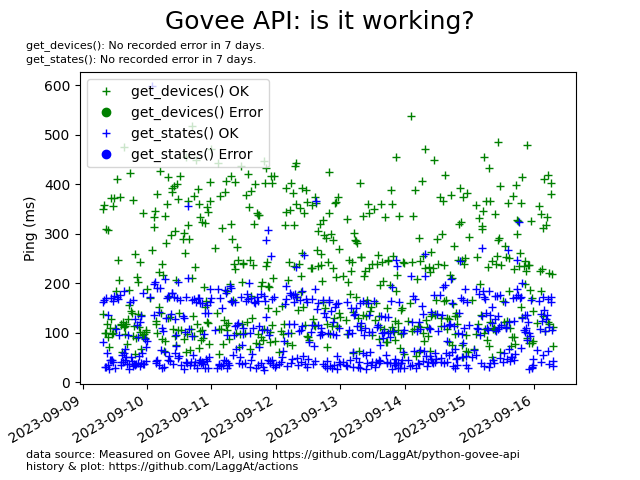 Govee API: is it working?
get_devices(): No recorded error in 7 days.
get_states(): No recorded error in 7 days.
600
500
400
300
200
100
0
Ping (ms)
get_devices() OK
get_devices() Error
get_states() OK
get_states() Error
2023-09-09
2023-09-10
2023-09-11
2023-09-12
2023-09-13
2023-09-14
2023-09-15
2023-09-16
data source: Measured on Govee API, using https://github.com/LaggAt/python-govee-api
history & plot: https://github.com/LaggAt/actions